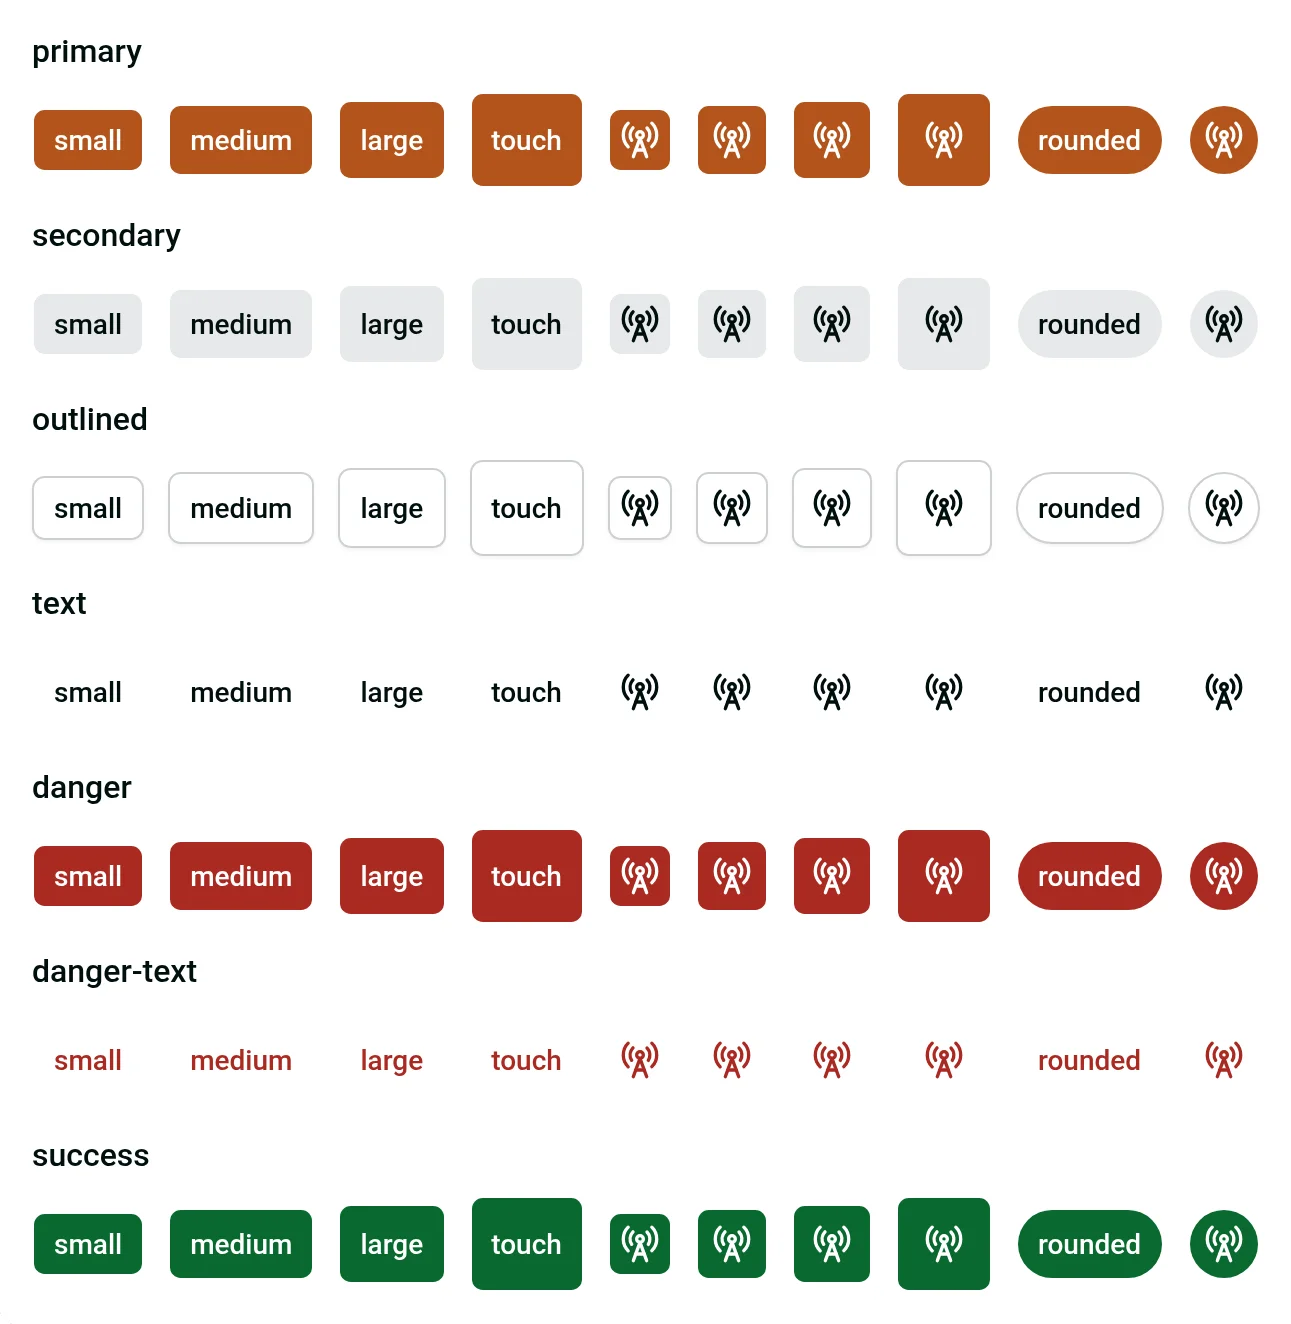 primary
small medium large touch rounded
secondary
small medium large touch rounded
outlined
small medium large touch rounded
text
small medium large touch rounded
danger
small medium large touch rounded
danger-text
small medium large touch rounded
success
small medium large touch rounded